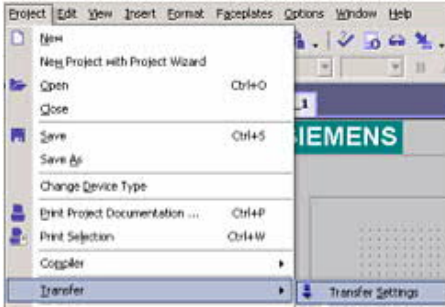 Project Edit View Insert Format Faceplates Options Window Help
New
New Project with Project Wizard
Open Ctrl+O
Close
_1
Save Ctrl+S
SIEMENS
Save As
Change Device Type
Print Project Documentation ... Ctrl+P
Print Selection Ctrl+W
Compiler
Transfer
Transfer Settings